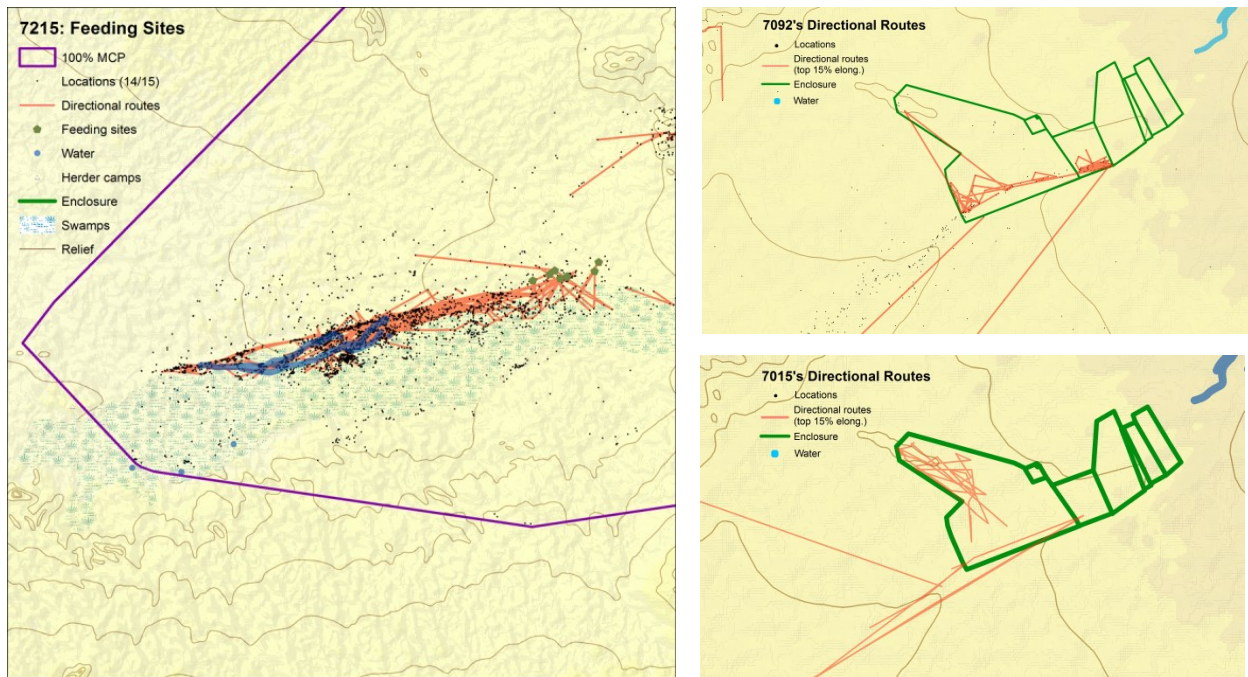 7215: Feeding Sites
100% MCP
Locations (14/15)
Directional routes
Feeding sites
Water
Herder camps
Enclosure
Swamps
Relief
7092's Directional Routes
Locations
Directional routes
(top 15% elong.)
Enclosure
Water
7015's Directional Routes
Locations
Directional routes
(top 15% elong.)
Enclosure
Water